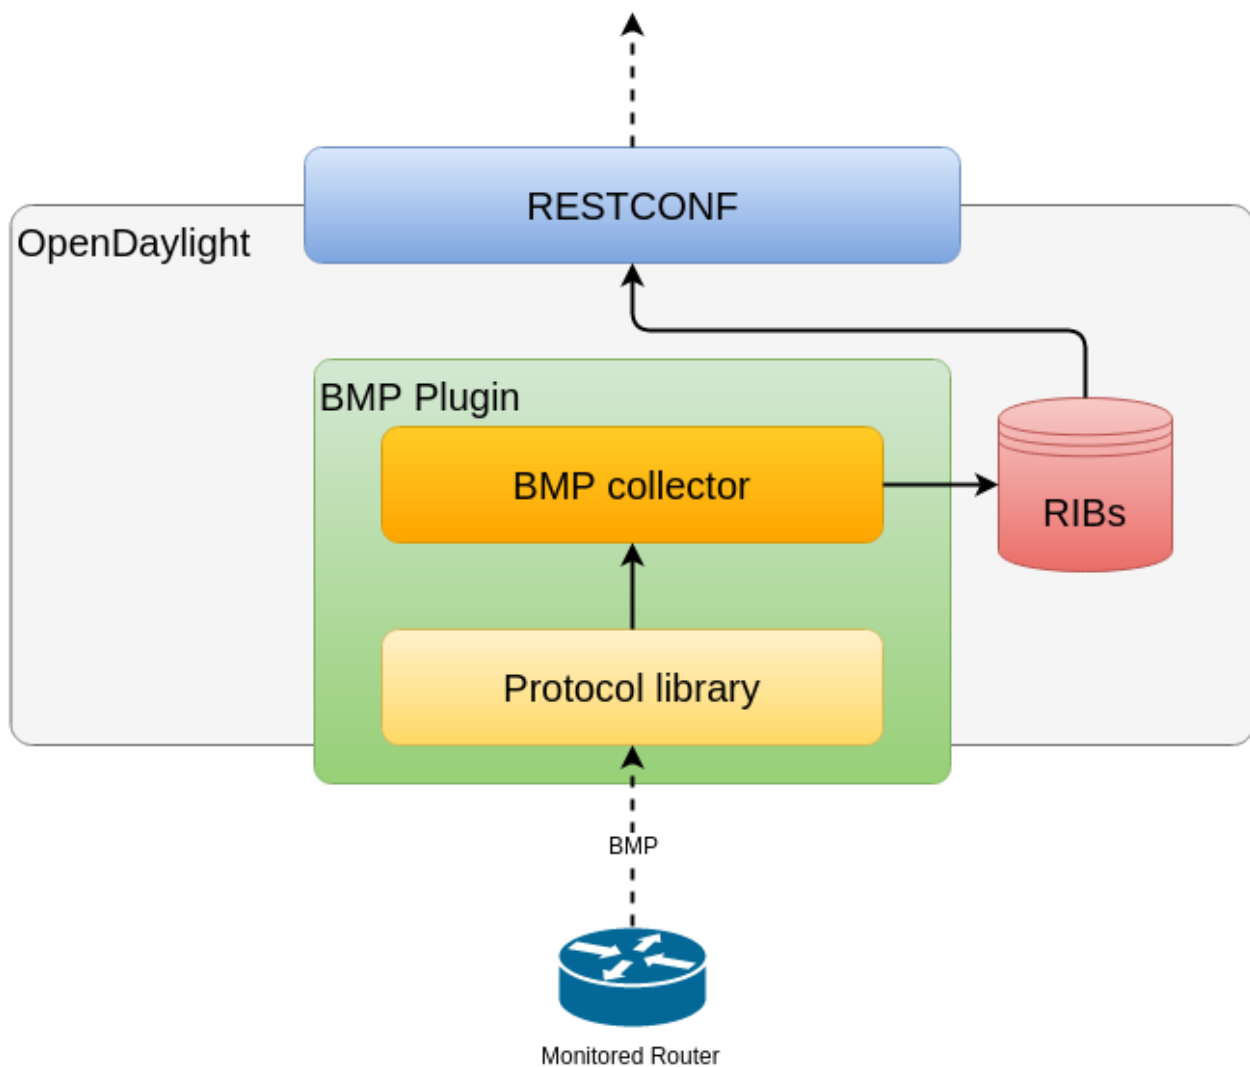 RESTCONF
OpenDaylight
BMP Plugin
BMP collector
RIBs
Protocol library
BMP
Monitored Router